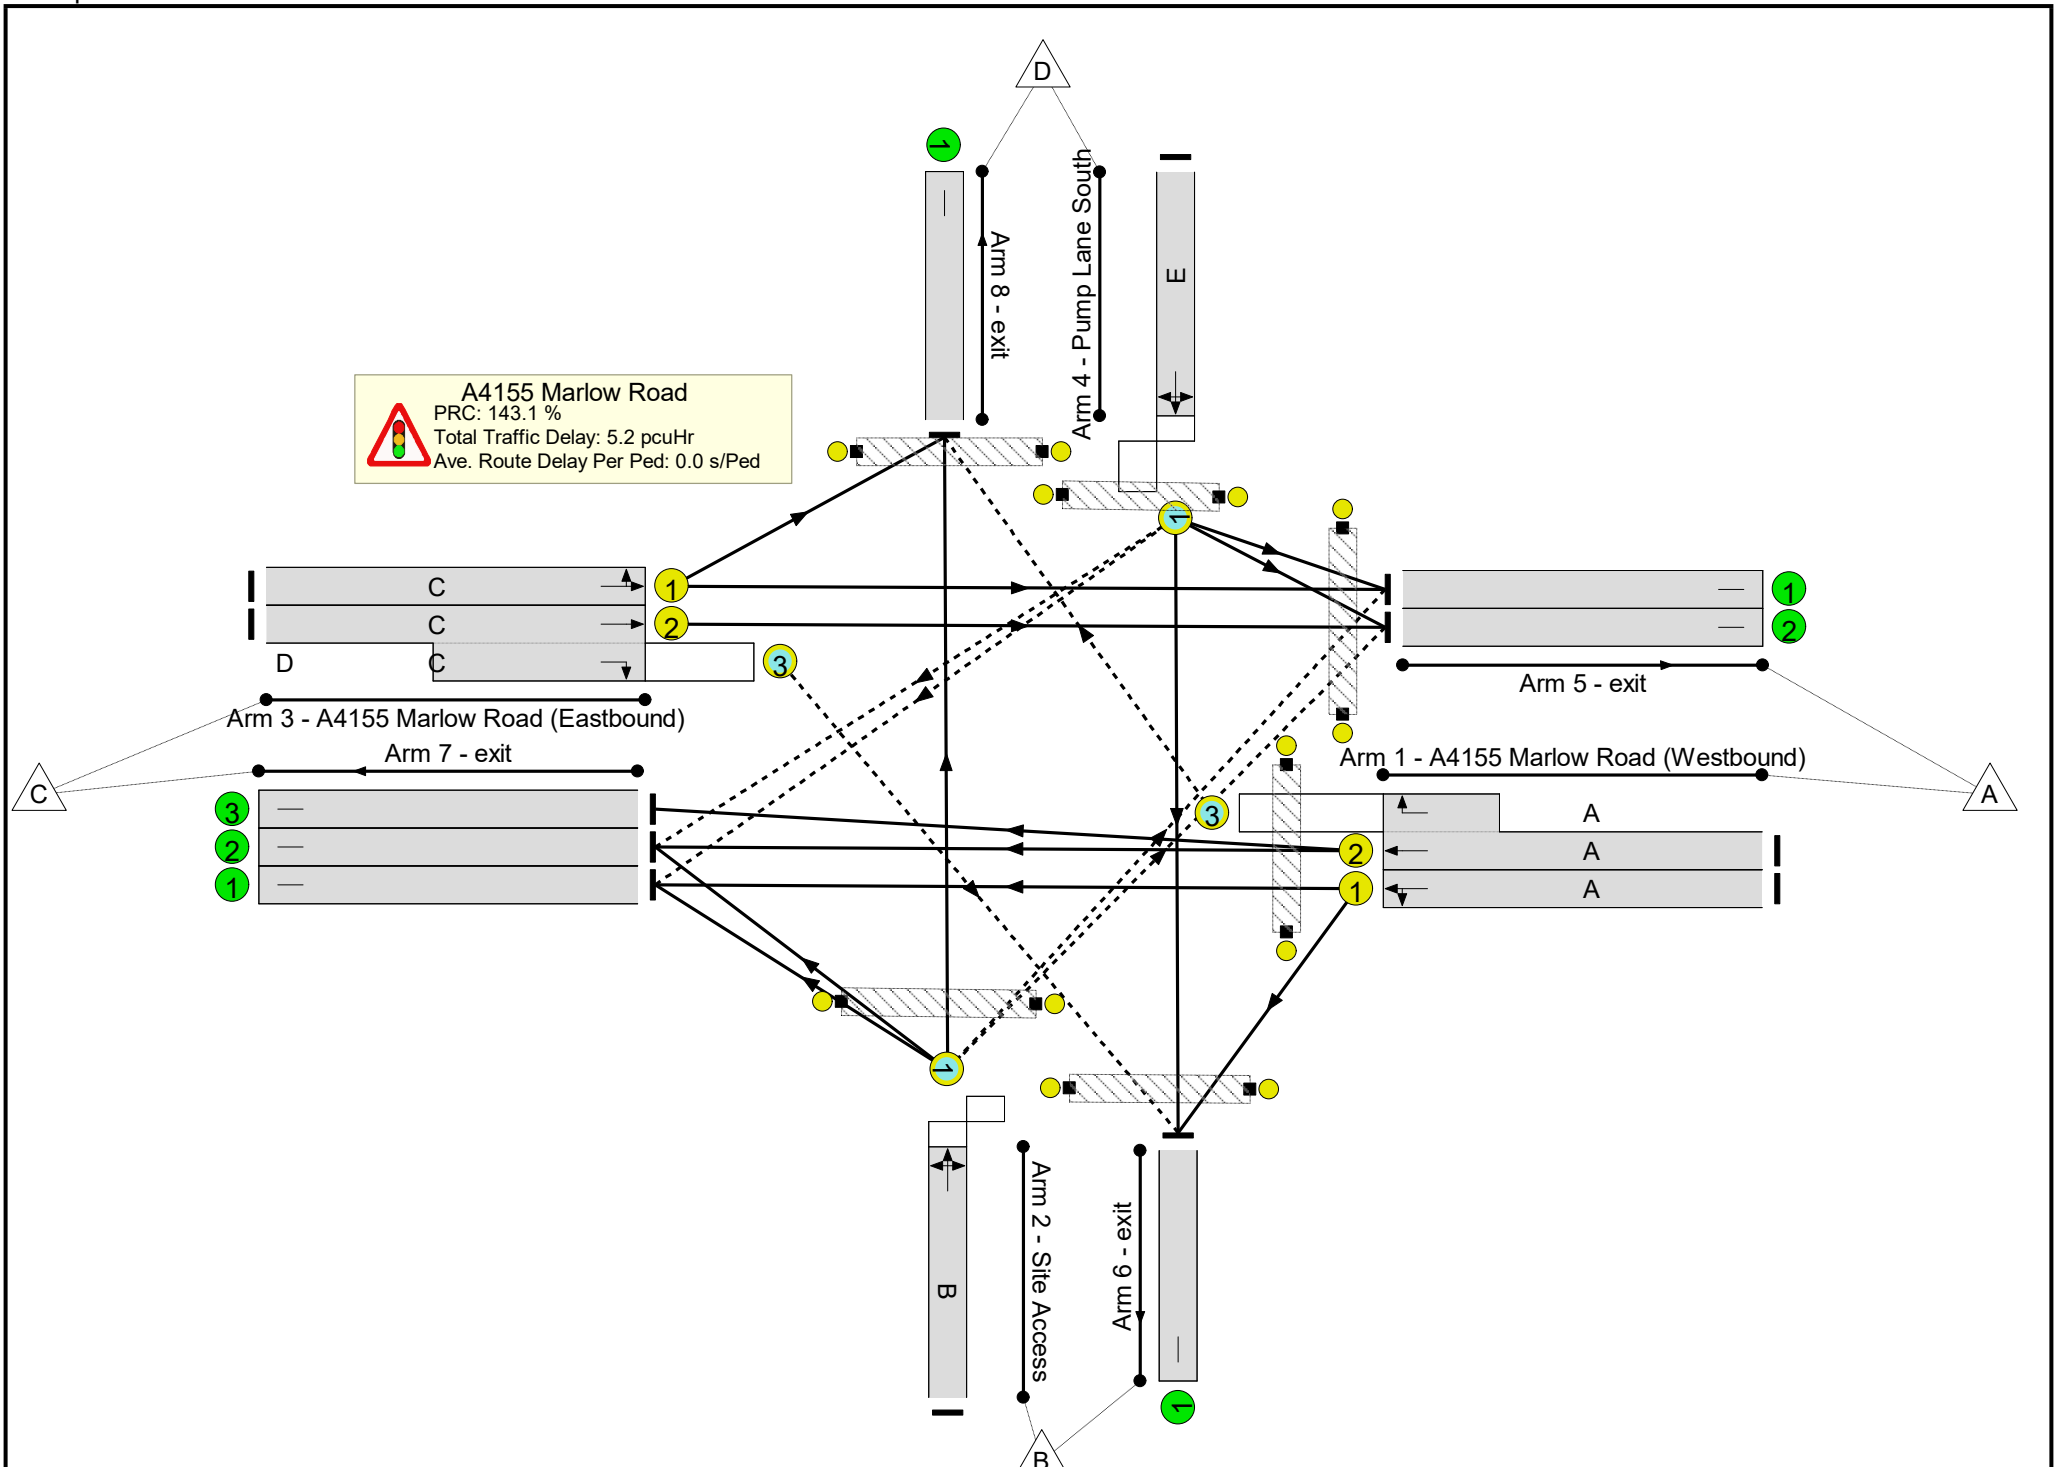 D
1
Arm 8 - exit
Arm 4 - Pump Lane South
E
A4155 Marlow Road
PRC: 143.1 %
Total Traffic Delay: 5.2 pcuHr
Ave. Route Delay Per Ped: 0.0 s/Ped
1
C
1
1
C
2
2
D
C
3
Arm 5 - exit
Arm 3 - A4155 Marlow Road (Eastbound)
Arm 7 - exit
Arm 1 - A4155 Marlow Road (Westbound)
C
A
3
3
A
2
2
A
1
1
A
1
Arm 2 - Site Access
Arm 6 - exit
B
1
B